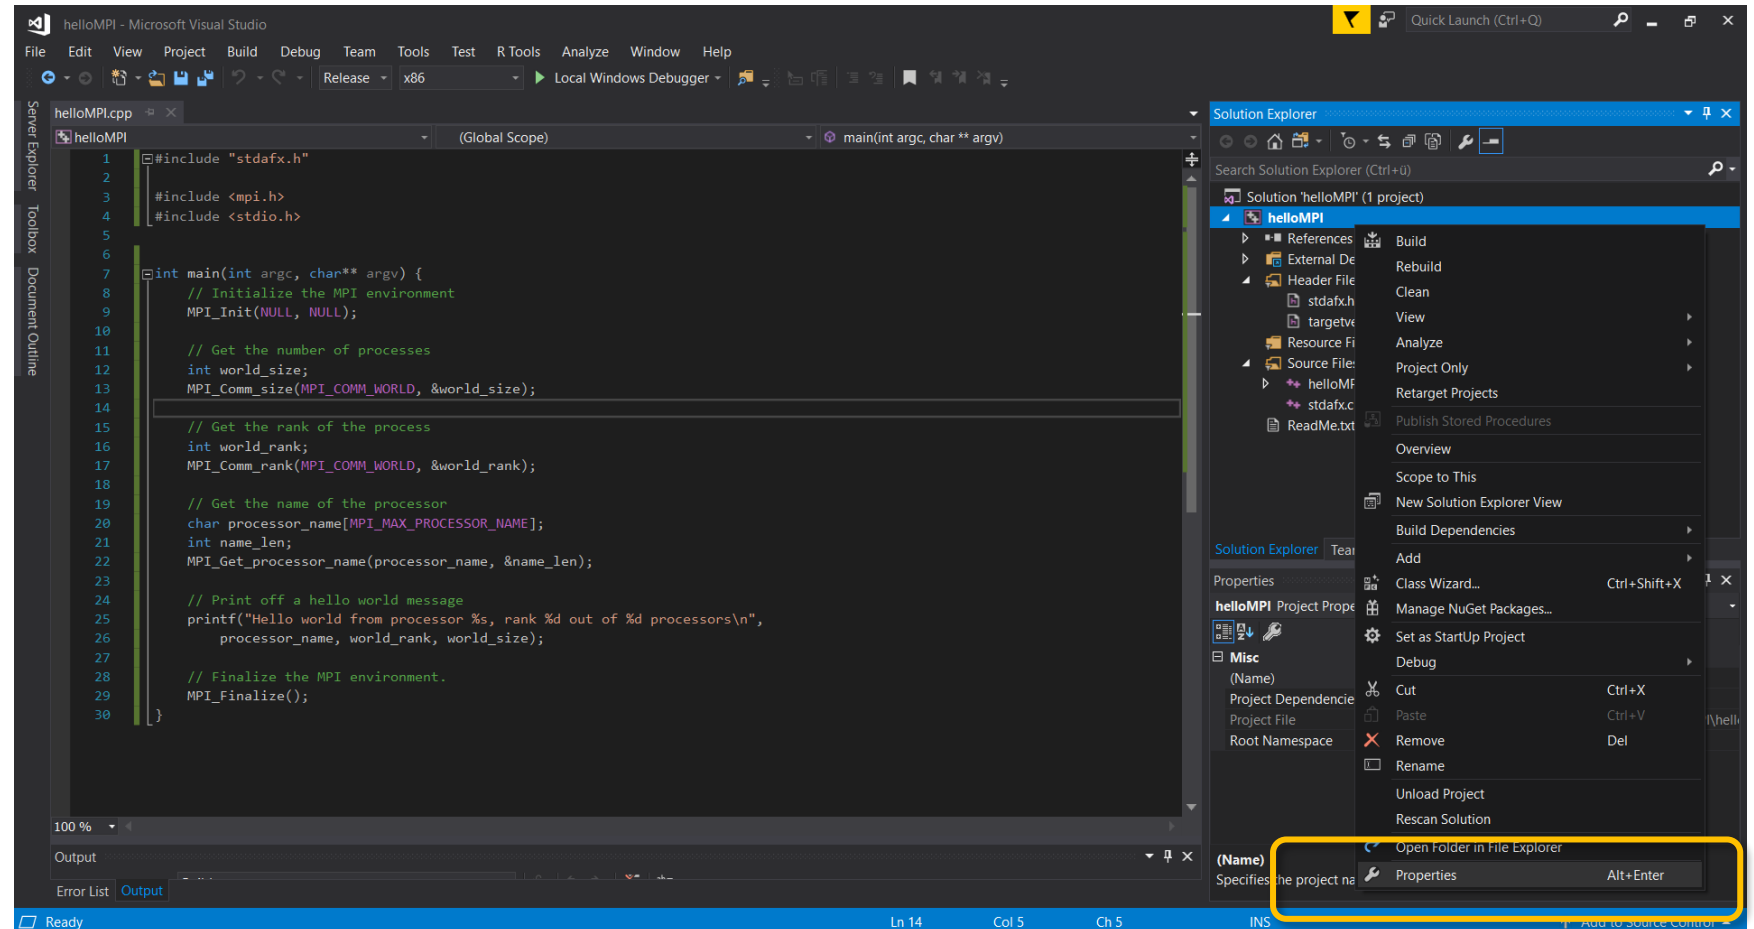 helloMPI - Microsoft Visual Studio
Quick Launch (Ctrl+Q)
File Edit View Project Build Debug Team Tools Test R Tools Analyze Window Help
Release x86 Local Windows Debugger
Server Explorer
Toolbox
Document Outline
helloMPI.cpp
helloMPI (Global Scope) main(int argc, char ** argv)
1 #include "stdafx.h"
2
3 #include <mpi.h>
4 #include <stdio.h>
5
6
7 int main(int argc, char** argv) {
8 // Initialize the MPI environment
9 MPI_Init(NULL, NULL);
10
11 // Get the number of processes
12 int world_size;
13 MPI_Comm_size(MPI_COMM_WORLD, &world_size);
14
15 // Get the rank of the process
16 int world_rank;
17 MPI_Comm_rank(MPI_COMM_WORLD, &world_rank);
18
19 // Get the name of the processor
20 char processor_name[MPI_MAX_PROCESSOR_NAME];
21 int name_len;
22 MPI_Get_processor_name(processor_name, &name_len);
23
24 // Print off a hello world message
25 printf("Hello world from processor %s, rank %d out of %d processors\n",
26 processor_name, world_rank, world_size);
27
28 // Finalize the MPI environment.
29 MPI_Finalize();
30 }
100 %
Output
Error List Output
Solution Explorer
Search Solution Explorer (Ctrl+ü)
Solution 'helloMPI' (1 project)
helloMPI
References
External De
Header File
stdafx.h
targetve
Resource Fi
Source File
helloMP
stdafx.c
ReadMe.txt
Solution Explorer Tea
Properties
helloMPI Project Prope
Misc
(Name)
Project Dependencie
Project File \hell
Root Namespace
(Name)
Specifies the project na
Build
Rebuild
Clean
View
Analyze
Project Only
Retarget Projects
Publish Stored Procedures
Overview
Scope to This
New Solution Explorer View
Build Dependencies
Add
Class Wizard... Ctrl+Shift+X
Manage NuGet Packages...
Set as StartUp Project
Debug
Cut Ctrl+X
Paste Ctrl+V
Remove Del
Rename
Unload Project
Rescan Solution
Open Folder in File Explorer
Properties Alt+Enter
Ready Ln 14 Col 5 Ch 5 INS Add to Source Control